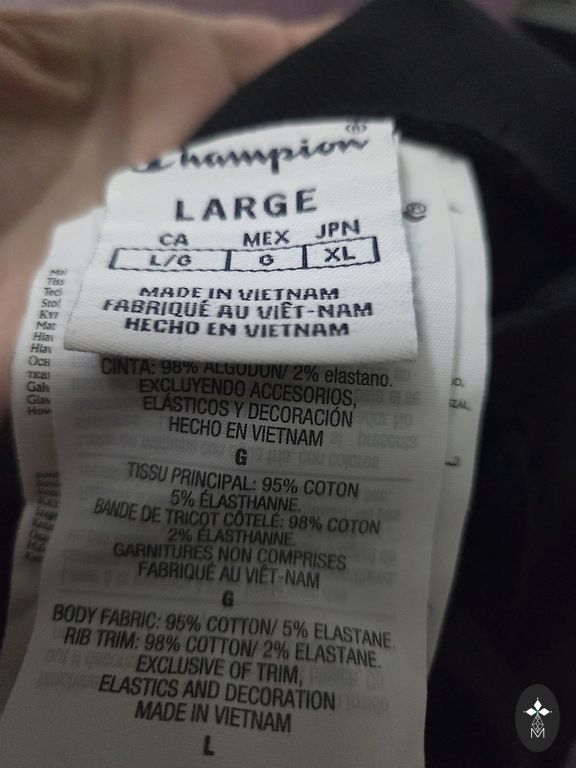 Champion
LARGE
CA MEX JPN
L/G G XL
MADE IN VIETNAM
FABRIQUÉ AU VIÊT-NAM
HECHO EN VIETNAM
CINTA: 98% ALGODÓN/ 2% elastano.
EXCLUYENDO ACCESORIOS,
ELÁSTICOS Y DECORACIÓN
HECHO EN VIETNAM
G
TISSU PRINCIPAL: 95% COTON
5% ÉLASTHANNE.
BANDE DE TRICOT CÔTELÉ: 98% COTON
2% ÉLASTHANNE.
GARNITURES NON COMPRISES
FABRIQUÉ AU VIÊT-NAM
G
BODY FABRIC: 95% COTTON/ 5% ELASTANE.
RIB TRIM: 98% COTTON/ 2% ELASTANE.
EXCLUSIVE OF TRIM,
ELASTICS AND DECORATION
MADE IN VIETNAM
L